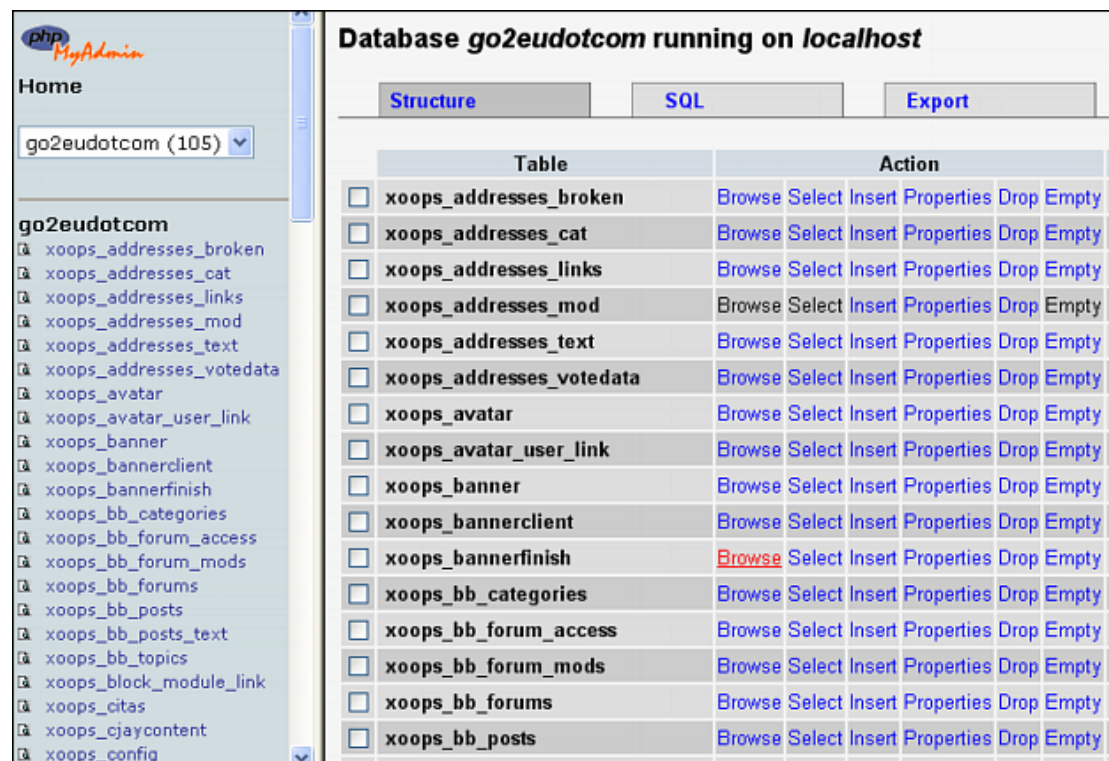 php
MyAdmin
Home
go2eudotcom (105)
go2eudotcom
xoops_addresses_broken
xoops_addresses_cat
xoops_addresses_links
xoops_addresses_mod
xoops_addresses_text
xoops_addresses_votedata
xoops_avatar
xoops_avatar_user_link
xoops_banner
xoops_bannerclient
xoops_bannerfinish
xoops_bb_categories
xoops_bb_forum_access
xoops_bb_forum_mods
xoops_bb_forums
xoops_bb_posts
xoops_bb_posts_text
xoops_bb_topics
xoops_block_module_link
xoops_citas
xoops_cjaycontent
xoops_config
Database go2eudotcom running on localhost
Structure SQL Export
Table Action
xoops_addresses_broken Browse Select Insert Properties Drop Empty
xoops_addresses_cat Browse Select Insert Properties Drop Empty
xoops_addresses_links Browse Select Insert Properties Drop Empty
xoops_addresses_mod Browse Select Insert Properties Drop Empty
xoops_addresses_text Browse Select Insert Properties Drop Empty
xoops_addresses_votedata Browse Select Insert Properties Drop Empty
xoops_avatar Browse Select Insert Properties Drop Empty
xoops_avatar_user_link Browse Select Insert Properties Drop Empty
xoops_banner Browse Select Insert Properties Drop Empty
xoops_bannerclient Browse Select Insert Properties Drop Empty
xoops_bannerfinish Browse Select Insert Properties Drop Empty
xoops_bb_categories Browse Select Insert Properties Drop Empty
xoops_bb_forum_access Browse Select Insert Properties Drop Empty
xoops_bb_forum_mods Browse Select Insert Properties Drop Empty
xoops_bb_forums Browse Select Insert Properties Drop Empty
xoops_bb_posts Browse Select Insert Properties Drop Empty